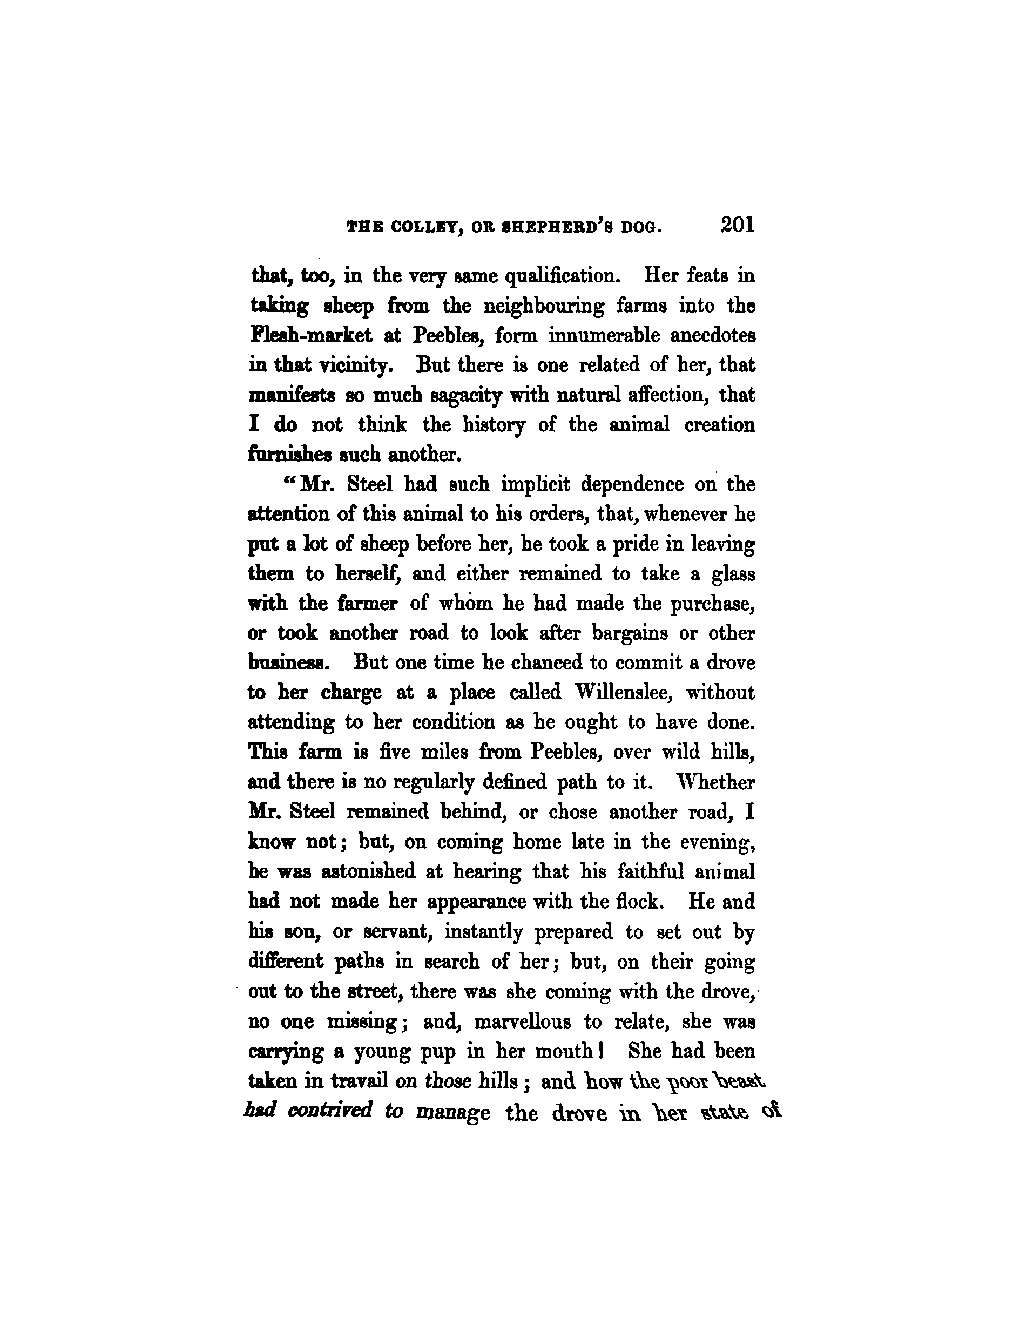 THE COLLEY, OR SHEPHERD'S DOG. 201
that, too, in the very same qualification. Her feats in
taking sheep from the neighbouring farms into the
Flesh-market at Peebles, form innumerable anecdotes
in that vicinity. But there is one related of her, that
manifests so much sagacity with natural affection, that
I do not think the history of the animal creation
furnishes such another.
"Mr. Steel had such implicit dependence on the
attention of this animal to his orders, that, whenever he
put a lot of sheep before her, he took a pride in leaving
them to herself, and either remained to take a glass
with the farmer of whom he had made the purchase,
or took another road to look after bargains or other
business. But one time he chanced to commit a drove
to her charge at a place called Willenslee, without
attending to her condition as he ought to have done.
This farm is five miles from Peebles, over wild hills,
and there is no regularly defined path to it. Whether
Mr. Steel remained behind, or chose another road, I
know not; but, on coming home late in the evening,
he was astonished at hearing that his faithful animal
had not made her appearance with the flock. He and
his son, or servant, instantly prepared to set out by
different paths in search of her; but, on their going
out to the street, there was she coming with the drove,
no one missing; and, marvellous to relate, she was
carrying a young pup in her mouth! She had been
taken in travail on those hills; and how the poor beast
had contrived to manage the drove in her state of